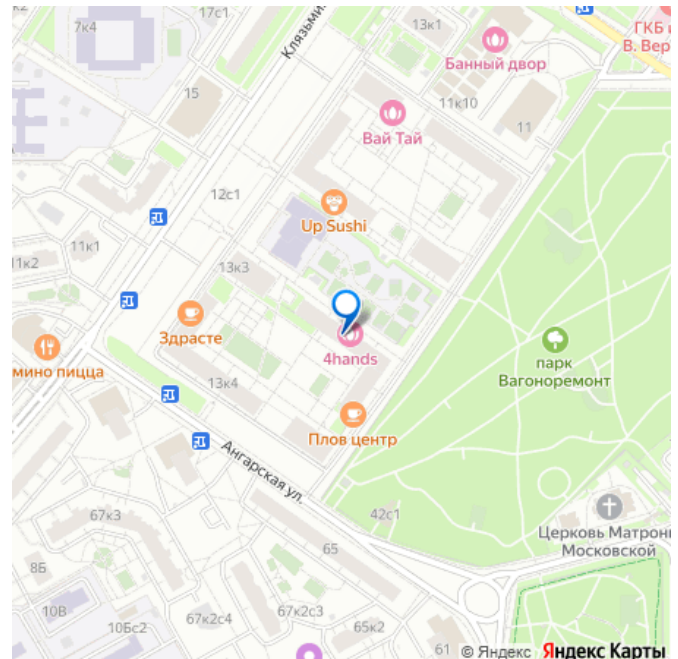 17с1
13к1
7к4
ГКБ и
В. Вер
Клязьми
Банный двор
15
11к10
11
Вай Тай
12с1
Up Sushi
11к1
11к2
13к3
Здрасте
4hands
парк
Вагоноремонт
мино пицца
13к4
Плов центр
Ангарская ул.
42с1
67к3
Церковь Матроны
Московской
65
8Б
10В
10Бс2
67к2с4
67к2с3
65к2
61
© Яндекс Яндекс Карты